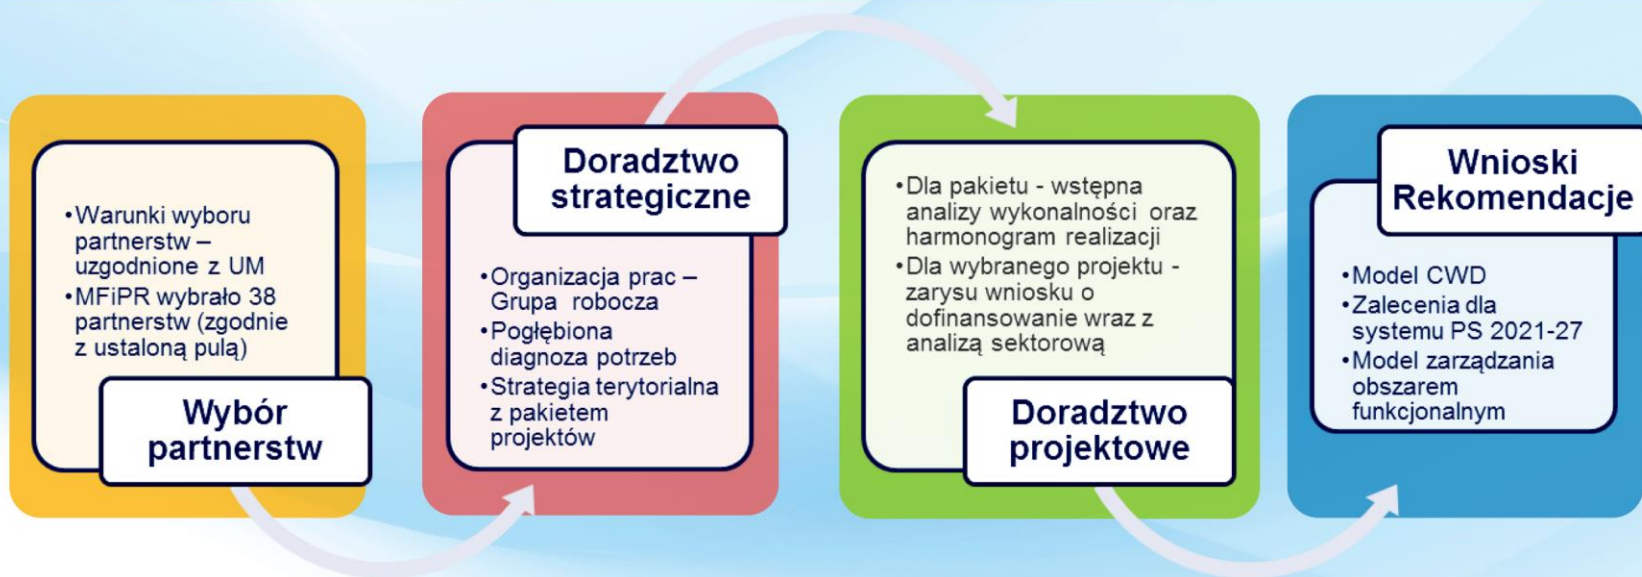 •Warunki wyboru
partnerstw –
uzgodnione z UM
•MFiPR wybrało 38
partnerstw (zgodnie
z ustaloną pulą)
Wybór
partnerstw
Doradztwo
strategiczne
•Organizacja prac –
Grupa robocza
•Pogłębiona
diagnoza potrzeb
•Strategia terytorialna
z pakietem
projektów
•Dla pakietu - wstępna
analizy wykonalności oraz
harmonogram realizacji
•Dla wybranego projektu -
zarysu wniosku o
dofinansowanie wraz z
analizą sektorową
Doradztwo
projektowe
Wnioski
Rekomendacje
•Model CWD
•Zalecenia dla
systemu PS 2021-27
•Model zarządzania
obszarem
funkcjonalnym